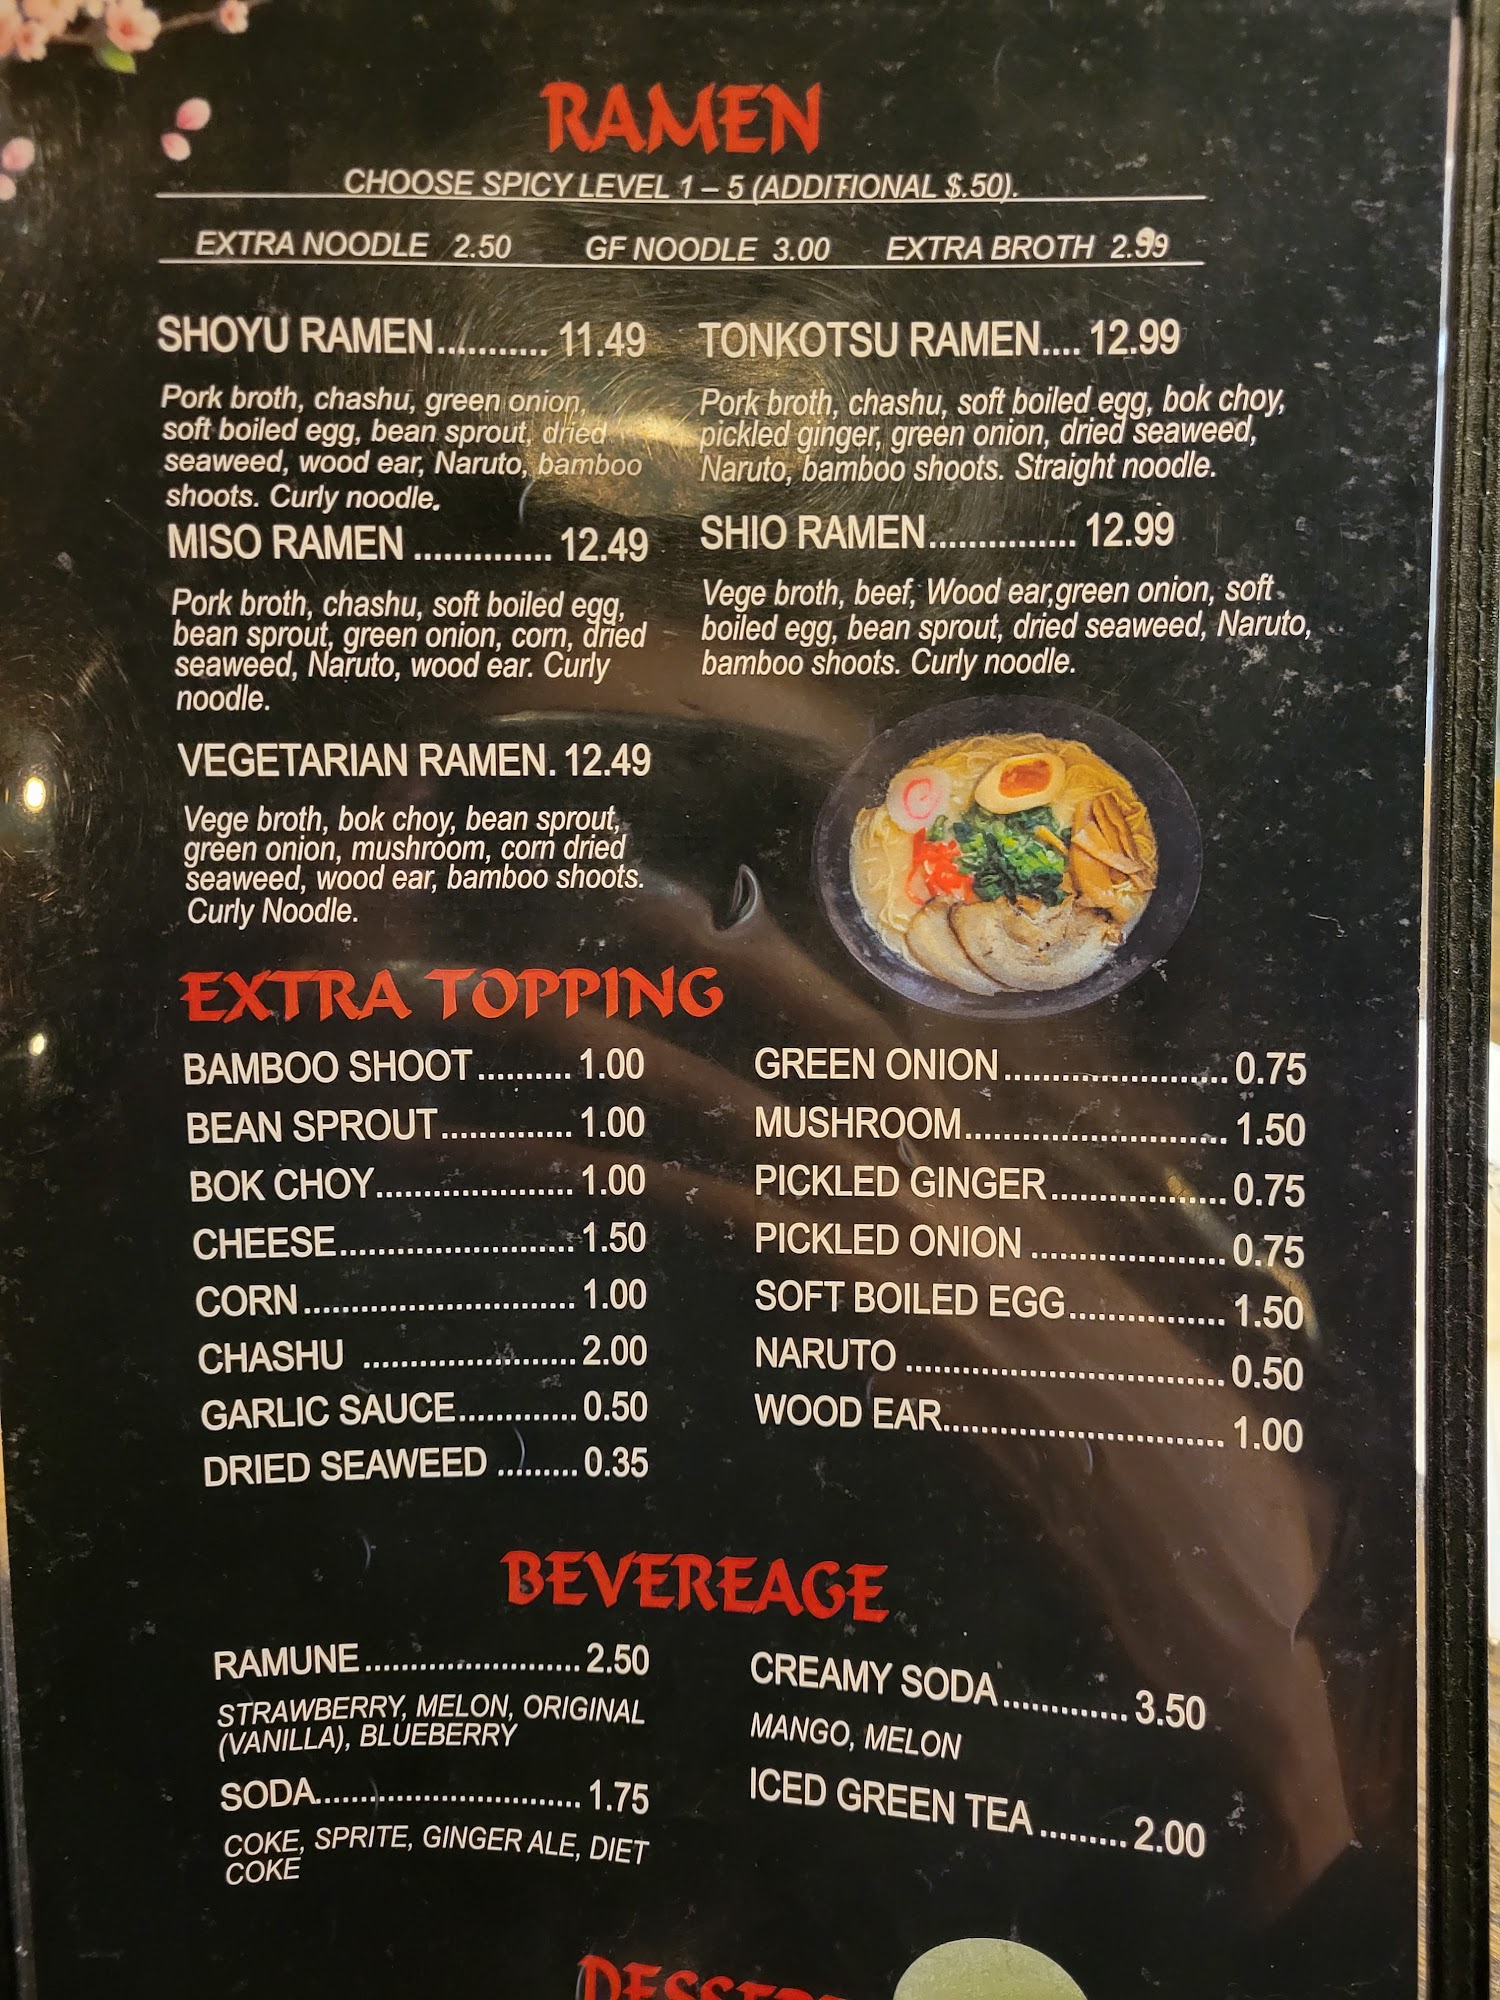 RAMEN
CHOOSE SPICY LEVEL 1 – 5 (ADDITIONAL $.50).
EXTRA NOODLE 2.50 GF NOODLE 3.00 EXTRA BROTH 2.99
SHOYU RAMEN........... 11.49
Pork broth, chashu, green onion,
soft boiled egg, bean sprout, dried
seaweed, wood ear, Naruto, bamboo
shoots. Curly noodle.
MISO RAMEN .............. 12.49
Pork broth, chashu, soft boiled egg,
bean sprout, green onion, corn, dried
seaweed, Naruto, wood ear. Curly
noodle.
VEGETARIAN RAMEN. 12.49
Vege broth, bok choy, bean sprout,
green onion, mushroom, corn dried
seaweed, wood ear, bamboo shoots.
Curly Noodle.
TONKOTSU RAMEN.... 12.99
Pork broth, chashu, soft boiled egg, bok choy,
pickled ginger, green onion, dried seaweed,
Naruto, bamboo shoots. Straight noodle.
SHIO RAMEN............... 12.99
Vege broth, beef, Wood ear,green onion, soft
boiled egg, bean sprout, dried seaweed, Naruto,
bamboo shoots. Curly noodle.
EXTRA TOPPING
BAMBOO SHOOT.......... 1.00
BEAN SPROUT.............. 1.00
BOK CHOY..................... 1.00
CHEESE......................... 1.50
CORN............................. 1.00
CHASHU ....................... 2.00
GARLIC SAUCE............. 0.50
DRIED SEAWEED ......... 0.35
GREEN ONION........................ 0.75
MUSHROOM............................ 1.50
PICKLED GINGER................... 0.75
PICKLED ONION ..................... 0.75
SOFT BOILED EGG................. 1.50
NARUTO .................................. 0.50
WOOD EAR.............................. 1.00
BEVEREAGE
RAMUNE....................... 2.50
STRAWBERRY, MELON, ORIGINAL
(VANILLA), BLUEBERRY
SODA............................ 1.75
COKE, SPRITE, GINGER ALE, DIET
COKE
CREAMY SODA............. 3.50
MANGO, MELON
ICED GREEN TEA ......... 2.00